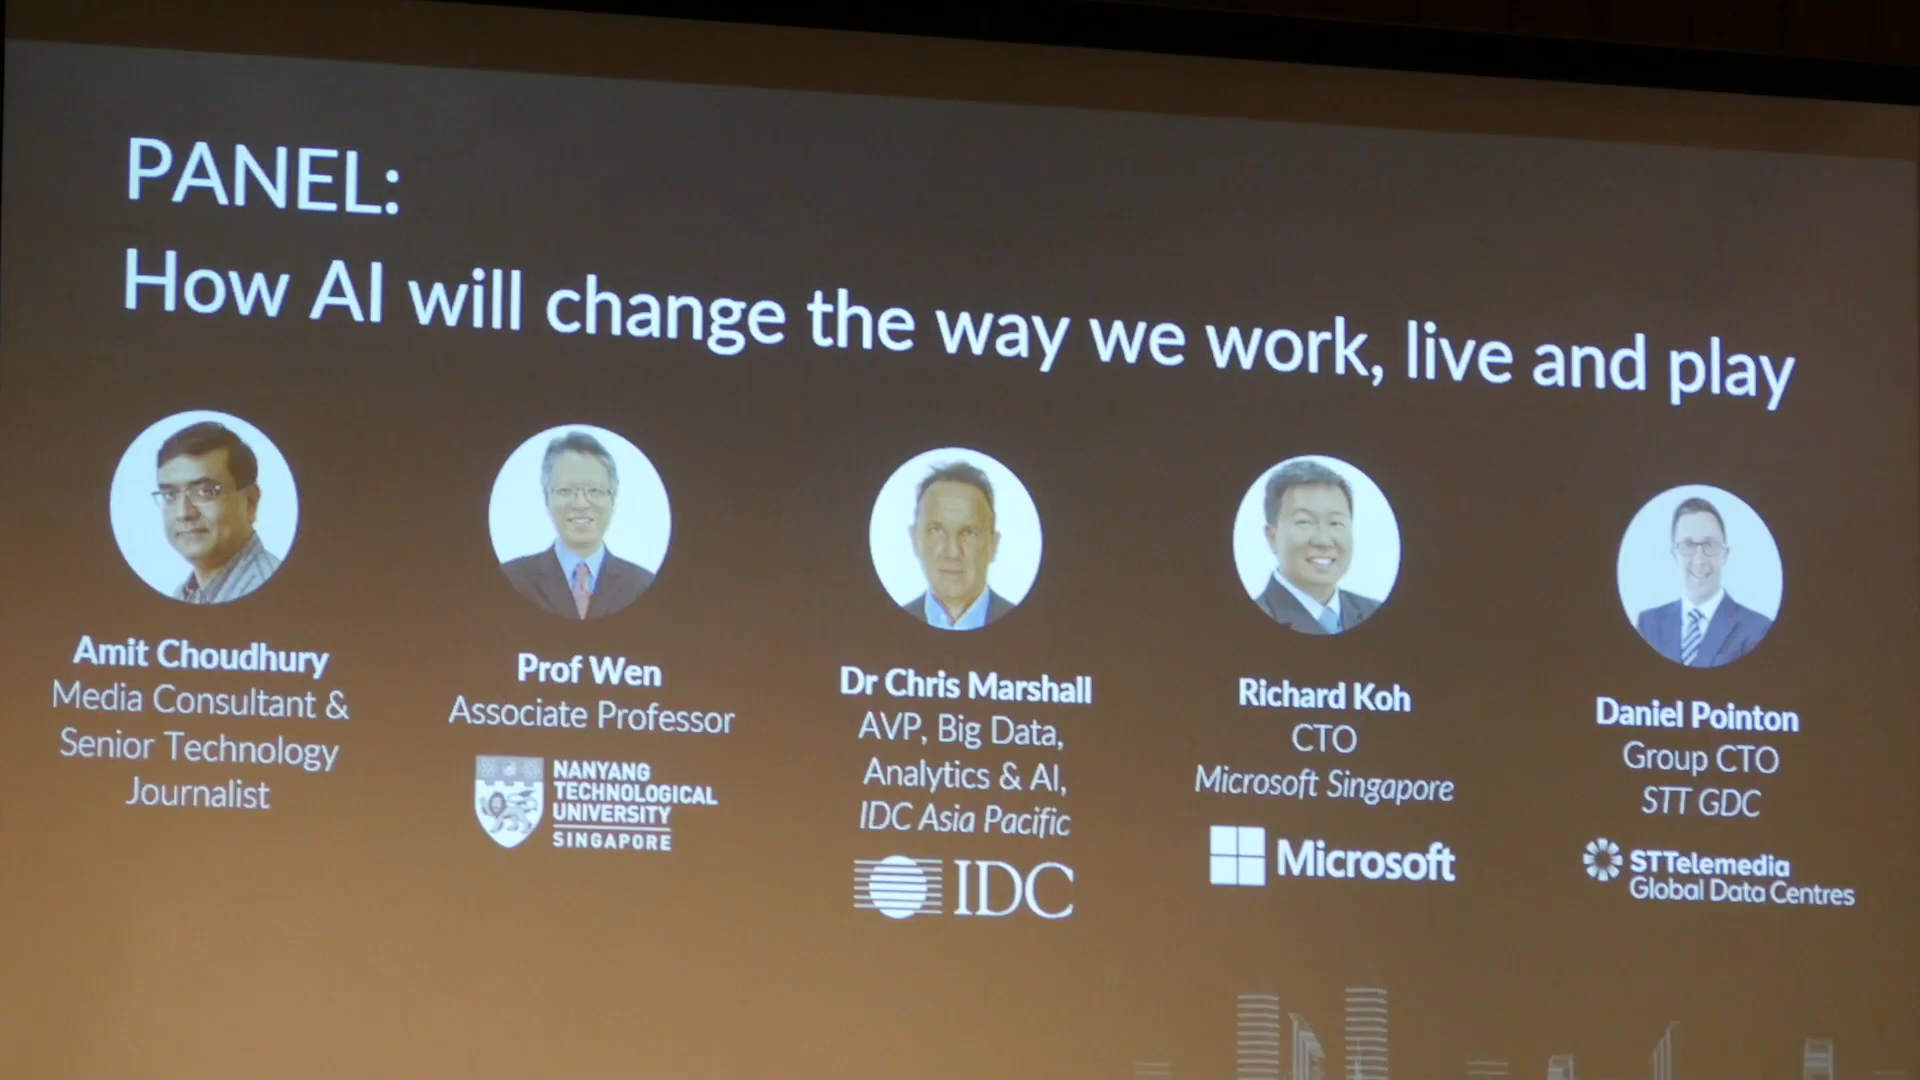 PANEL:
How AI will change the way we work, live and play
Amit Choudhury
Media Consultant &
Senior Technology
Journalist
Prof Wen
Associate Professor
NANYANG
TECHNOLOGICAL
UNIVERSITY
SINGAPORE
Dr Chris Marshall
AVP, Big Data,
Analytics & AI,
IDC Asia Pacific
IDC
Richard Koh
CTO
Microsoft Singapore
Microsoft
Daniel Pointon
Group CTO
STT GDC
STTelemedia
Global Data Centres